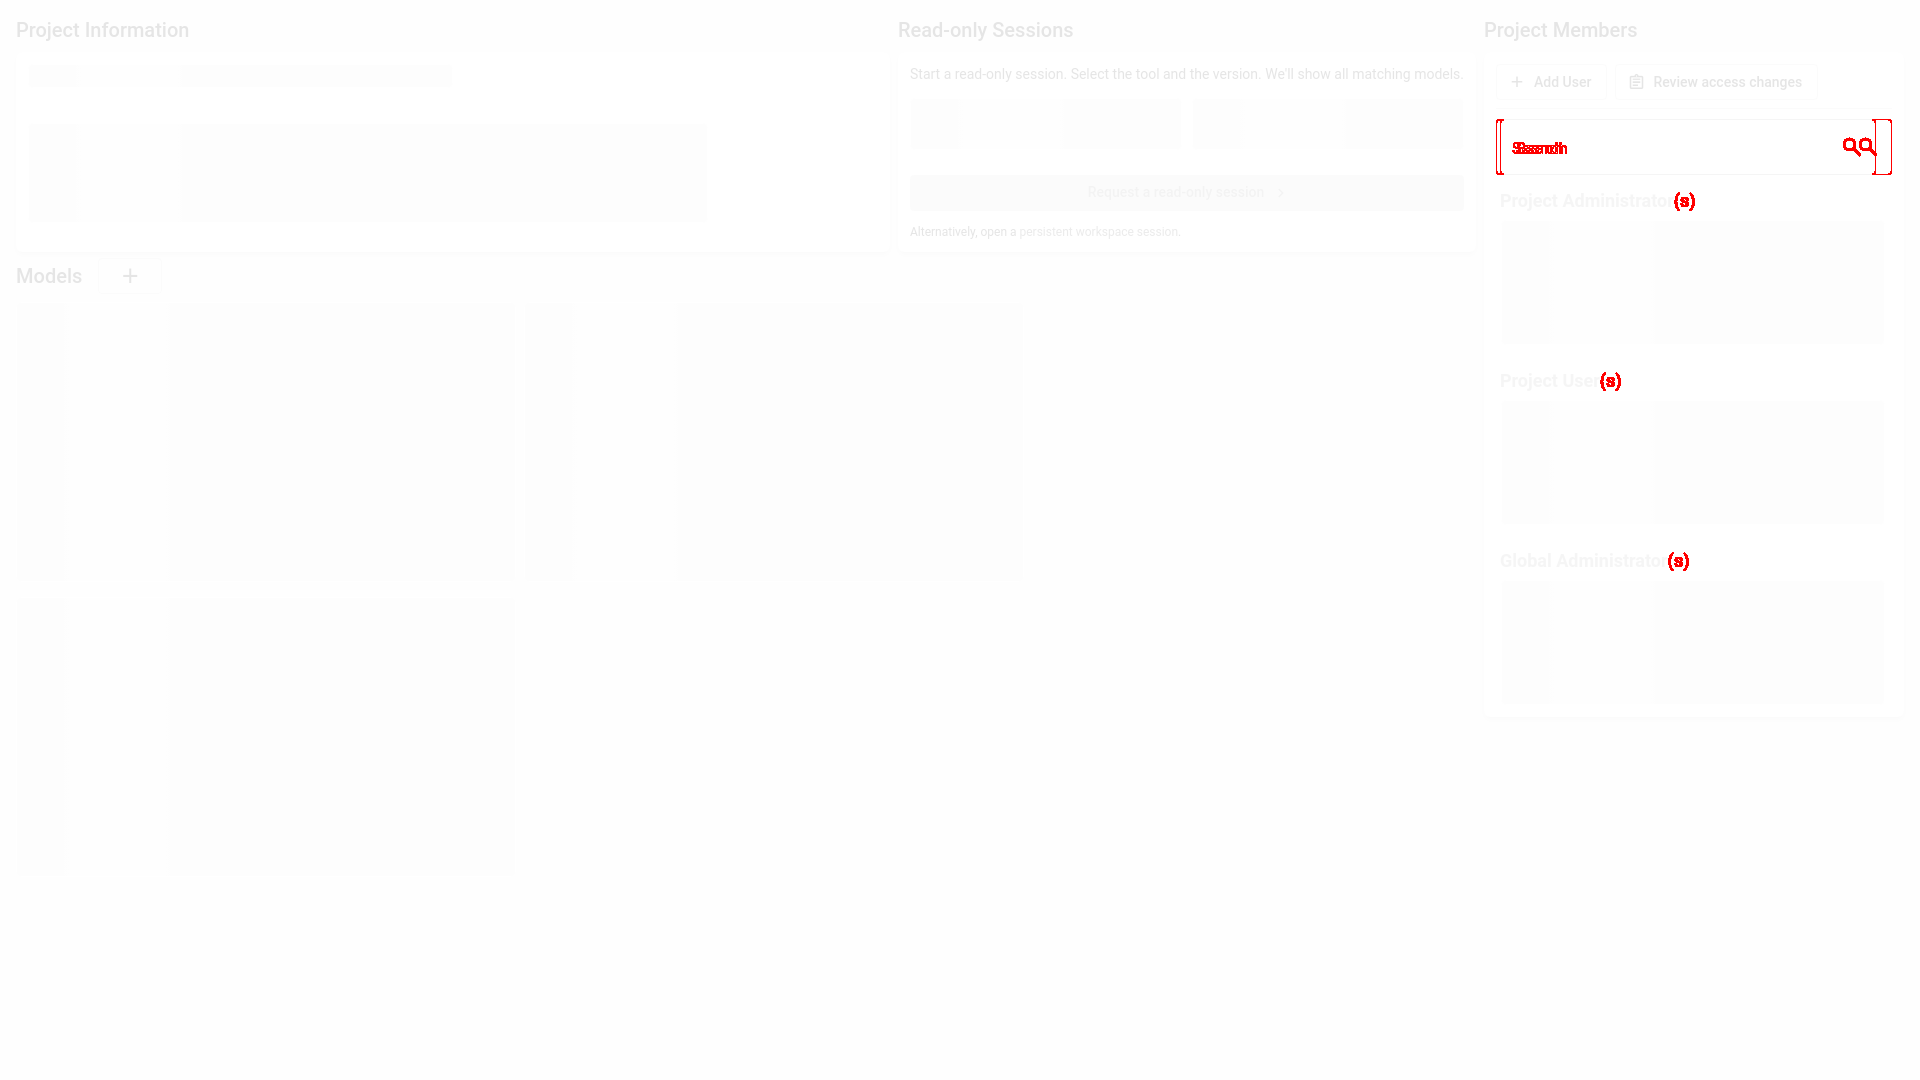 Project Information
Read-only Sessions
Project Members
Start a read-only session. Select the tool and the version. We'll show all matching models.
Add User
Review access changes
Search
Request a read-only session
Project Administrator(s)
Alternatively, open a persistent workspace session.
Models
Project User(s)
Global Administrator(s)